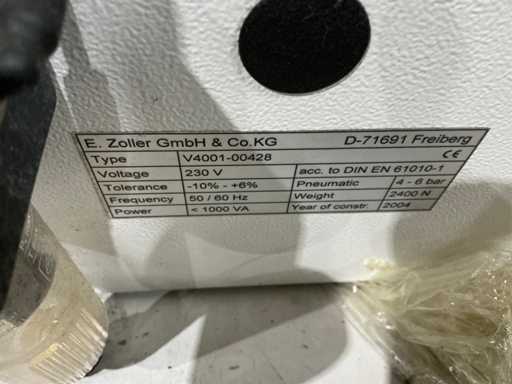 E. Zoller GmbH & Co.KG D-71691 Freiberg
Type V4001-00428 CE
Voltage 230 V acc. to DIN EN 61010-1
Tolerance -10% - +6% Pneumatic 4 - 6 bar
Frequency 50 / 60 Hz Weight 2400 N
Power < 1000 VA Year of constr. 2004